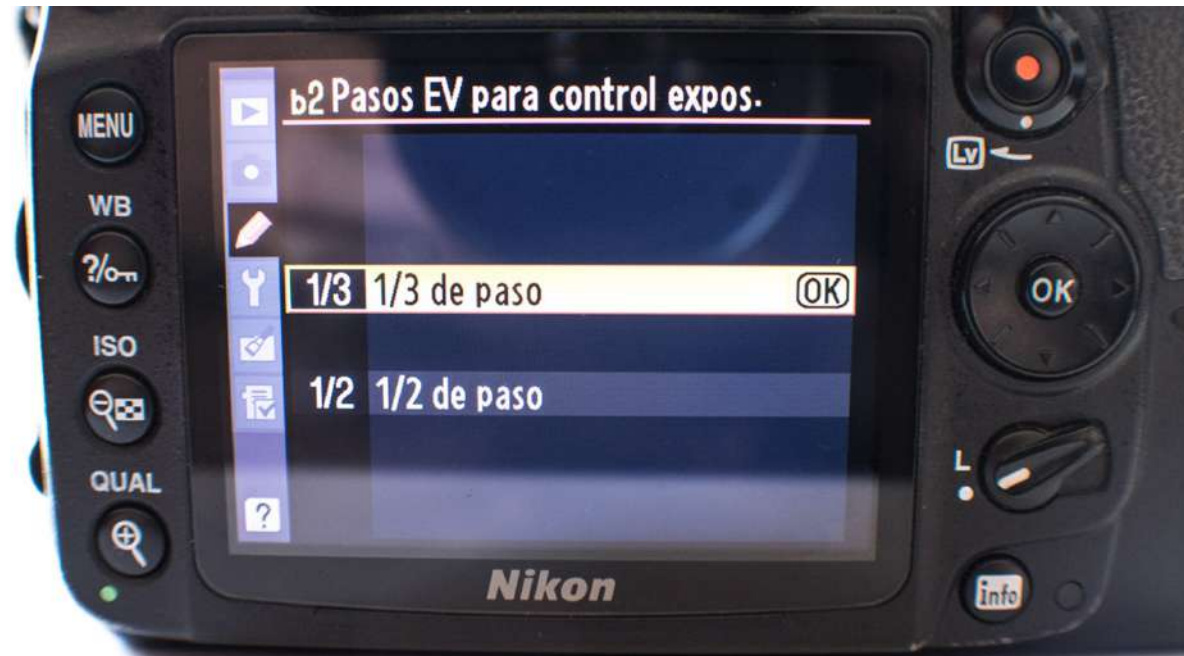 b2 Pasos EV para control expos.
MENU
Lv
WB
?/
1/3 1/3 de paso OK
OK
ISO
1/2 1/2 de paso
QUAL
L
?
Nikon
info